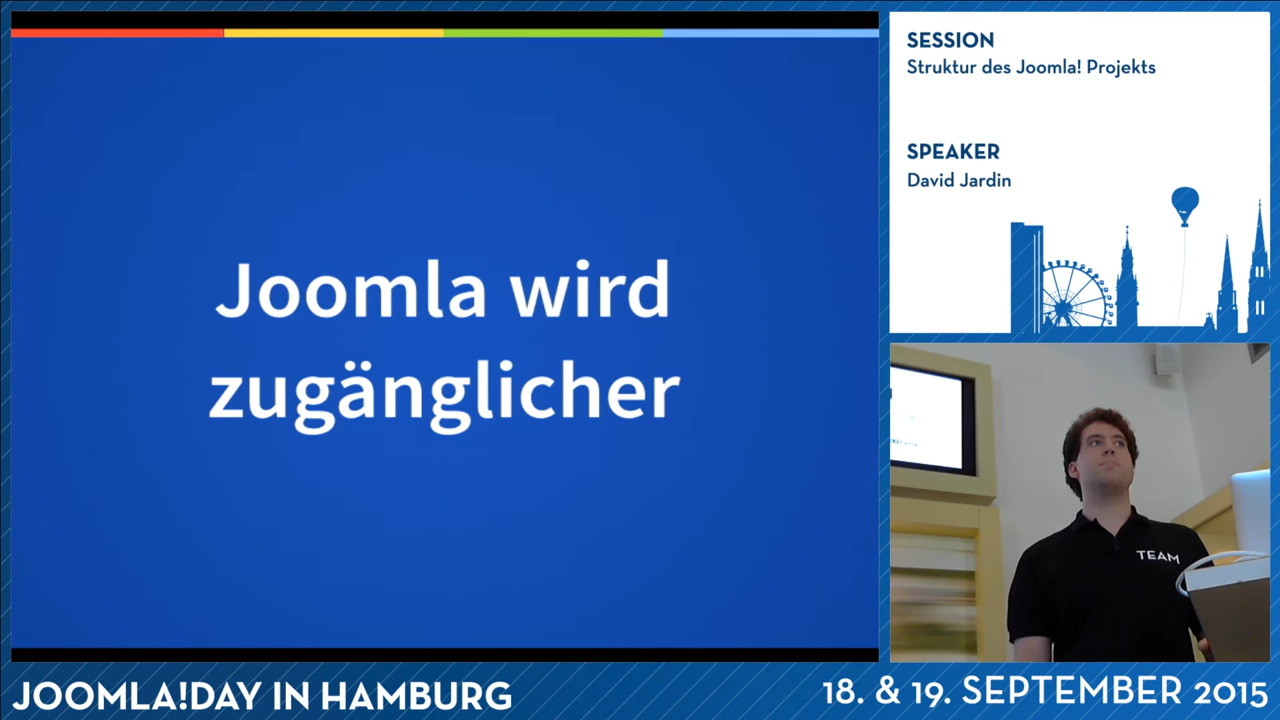 Joomla wird
zugänglicher
SESSION
Struktur des Joomla! Projekts
SPEAKER
David Jardin
TEAM
JOOMLA!DAY IN HAMBURG
18. & 19. SEPTEMBER 2015